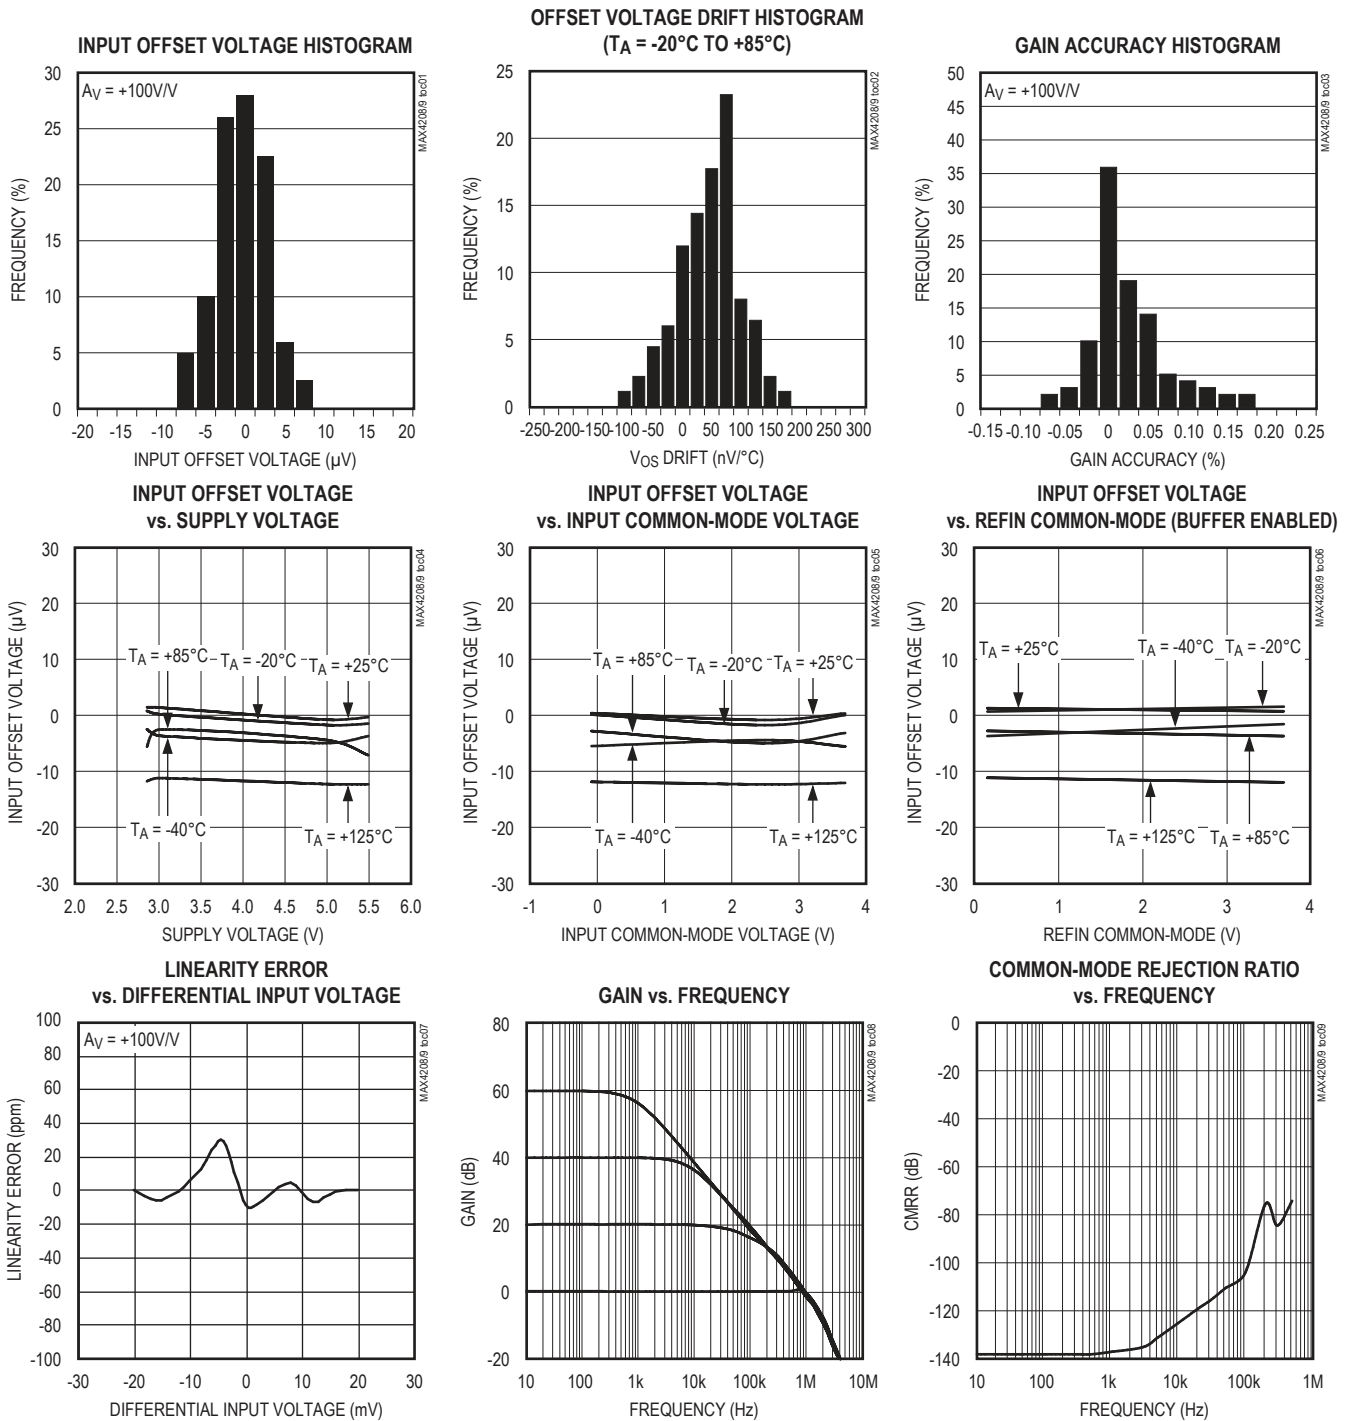 INPUT OFFSET VOLTAGE HISTOGRAM
AV = +100V/V
MAX4208/9 toc01
FREQUENCY (%)
30
25
20
15
10
5
0
-20 -15 -10 -5 0 5 10 15 20
INPUT OFFSET VOLTAGE (µV)
OFFSET VOLTAGE DRIFT HISTOGRAM
(TA = -20°C TO +85°C)
MAX4208/9 toc02
FREQUENCY (%)
25
20
15
10
5
0
-250-200-150-100 -50 0 50 100 150 200 250 300
VOS DRIFT (nV/°C)
GAIN ACCURACY HISTOGRAM
AV = +100V/V
MAX4208/9 toc03
FREQUENCY (%)
50
45
40
35
30
25
20
15
10
5
0
-0.15 -0.10 -0.05 0 0.05 0.10 0.15 0.20 0.25
GAIN ACCURACY (%)
INPUT OFFSET VOLTAGE
vs. SUPPLY VOLTAGE
MAX4208/9 toc04
INPUT OFFSET VOLTAGE (µV)
30
20
10
0
-10
-20
-30
TA = +85°C
TA = -20°C
TA = +25°C
TA = -40°C
TA = +125°C
2.0 2.5 3.0 3.5 4.0 4.5 5.0 5.5 6.0
SUPPLY VOLTAGE (V)
INPUT OFFSET VOLTAGE
vs. INPUT COMMON-MODE VOLTAGE
MAX4208/9 toc05
INPUT OFFSET VOLTAGE (µV)
30
20
10
0
-10
-20
-30
TA = +85°C
TA = -20°C
TA = +25°C
TA = -40°C
TA = +125°C
-1 0 1 2 3 4
INPUT COMMON-MODE VOLTAGE (V)
INPUT OFFSET VOLTAGE
vs. REFIN COMMON-MODE (BUFFER ENABLED)
MAX4208/9 toc06
INPUT OFFSET VOLTAGE (µV)
30
20
10
0
-10
-20
-30
TA = +25°C
TA = -40°C
TA = -20°C
TA = +125°C
TA = +85°C
0 1 2 3 4
REFIN COMMON-MODE (V)
LINEARITY ERROR
vs. DIFFERENTIAL INPUT VOLTAGE
AV = +100V/V
MAX4208/9 toc07
LINEARITY ERROR (ppm)
100
80
60
40
20
0
-20
-40
-60
-80
-100
-30 -20 -10 0 10 20 30
DIFFERENTIAL INPUT VOLTAGE (mV)
GAIN vs. FREQUENCY
MAX4208/9 toc08
GAIN (dB)
80
60
40
20
0
-20
10 100 1k 10k 100k 1M 10M
FREQUENCY (Hz)
COMMON-MODE REJECTION RATIO
vs. FREQUENCY
MAX4208/9 toc09
CMRR (dB)
0
-20
-40
-60
-80
-100
-120
-140
10 100 1k 10k 100k 1M
FREQUENCY (Hz)